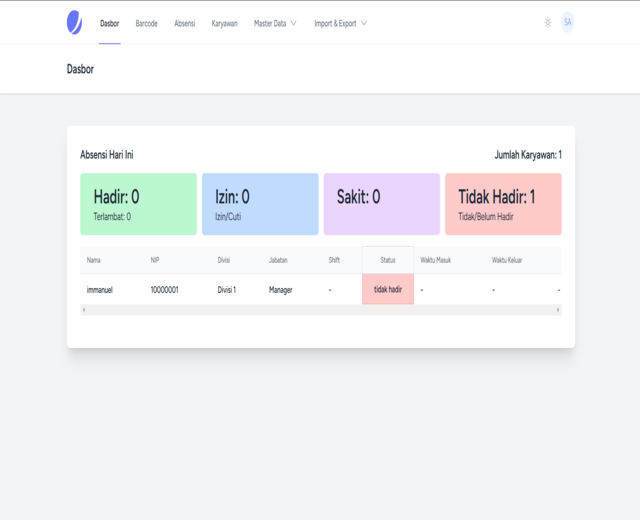 Dasbor Barcode Absensi Karyawan Master Data Import & Export SA
Dasbor
Absensi Hari Ini Jumlah Karyawan: 1
Hadir: 0 Izin: 0 Sakit: 0 Tidak Hadir: 1
Terlambat: 0 Izin/Cuti Tidak/Belum Hadir
Nama NIP Divisi Jabatan Shift Status Waktu Masuk Waktu Keluar
immanuel 10000001 Divisi 1 Manager - tidak hadir - - -